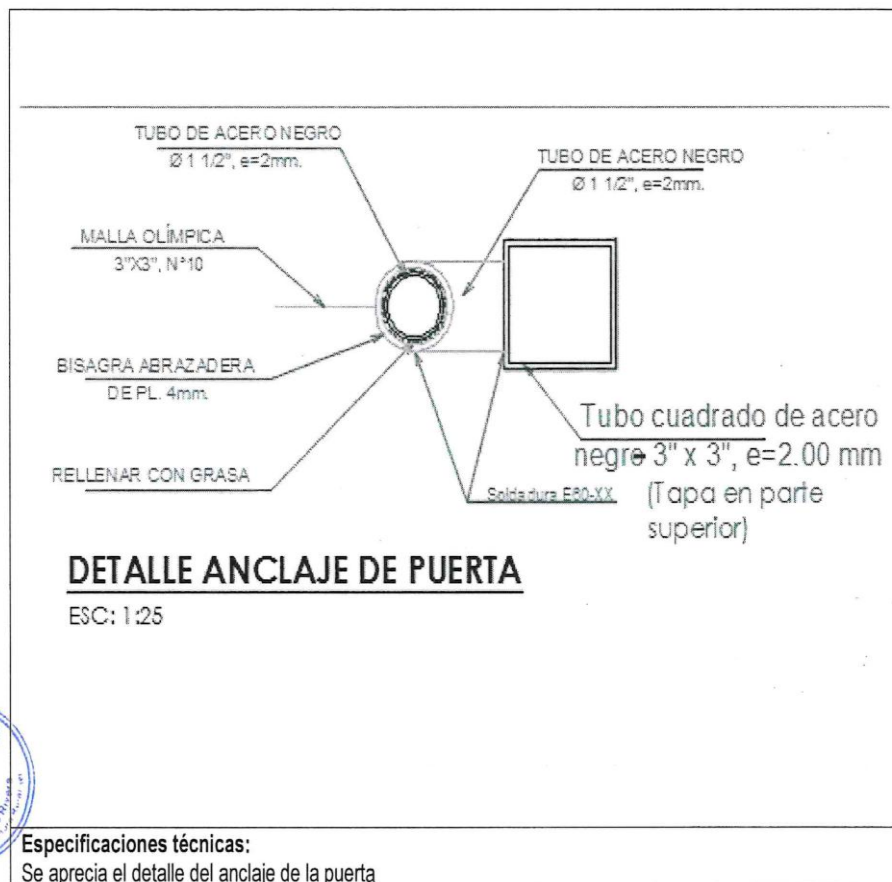 TUBO DE ACERO NEGRO
Ø 1 1/2", e=2mm.
TUBO DE ACERO NEGRO
Ø 1 1/2", e=2mm.
MALLA OLÍMPICA
3"X3", N°10
BISAGRA ABRAZADERA
DE PL. 4mm.
RELLENAR CON GRASA
Soldadura E60-XX
Tubo cuadrado de acero
negro 3" x 3", e=2.00 mm
(Tapa en parte
superior)
DETALLE ANCLAJE DE PUERTA
ESC: 1:25
Rivera
Especificaciones técnicas:
Se aprecia el detalle del anclaje de la puerta